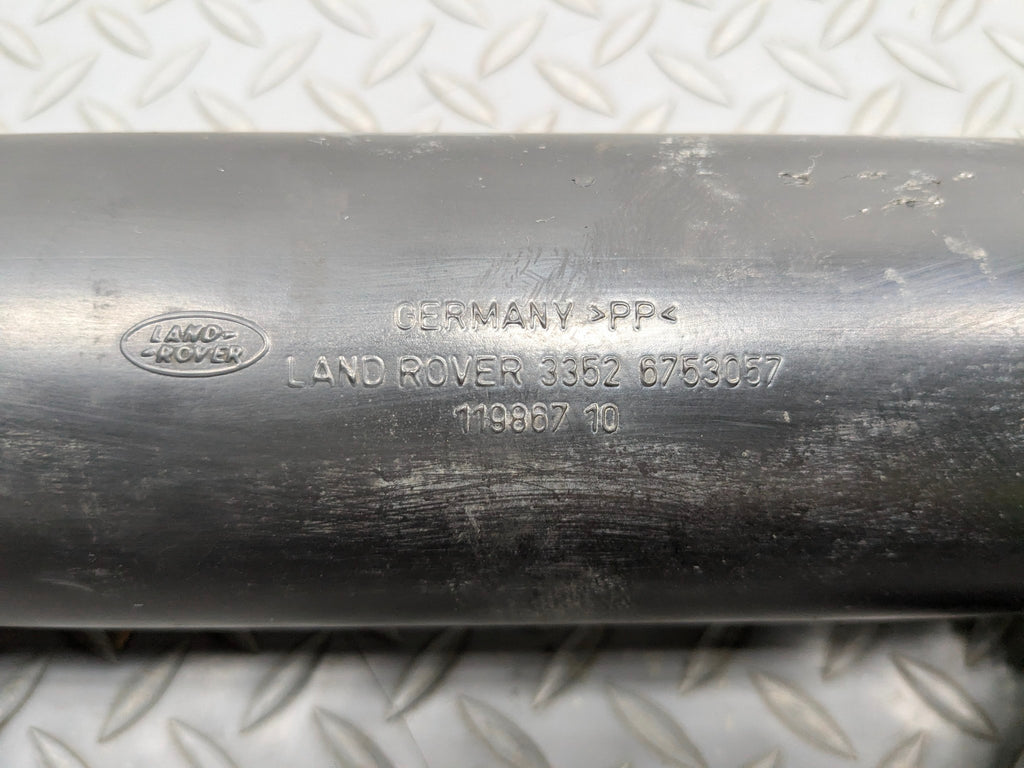 LAND-
-ROVER
GERMANY >PP<
LAND ROVER 3352 6753057
119867 10